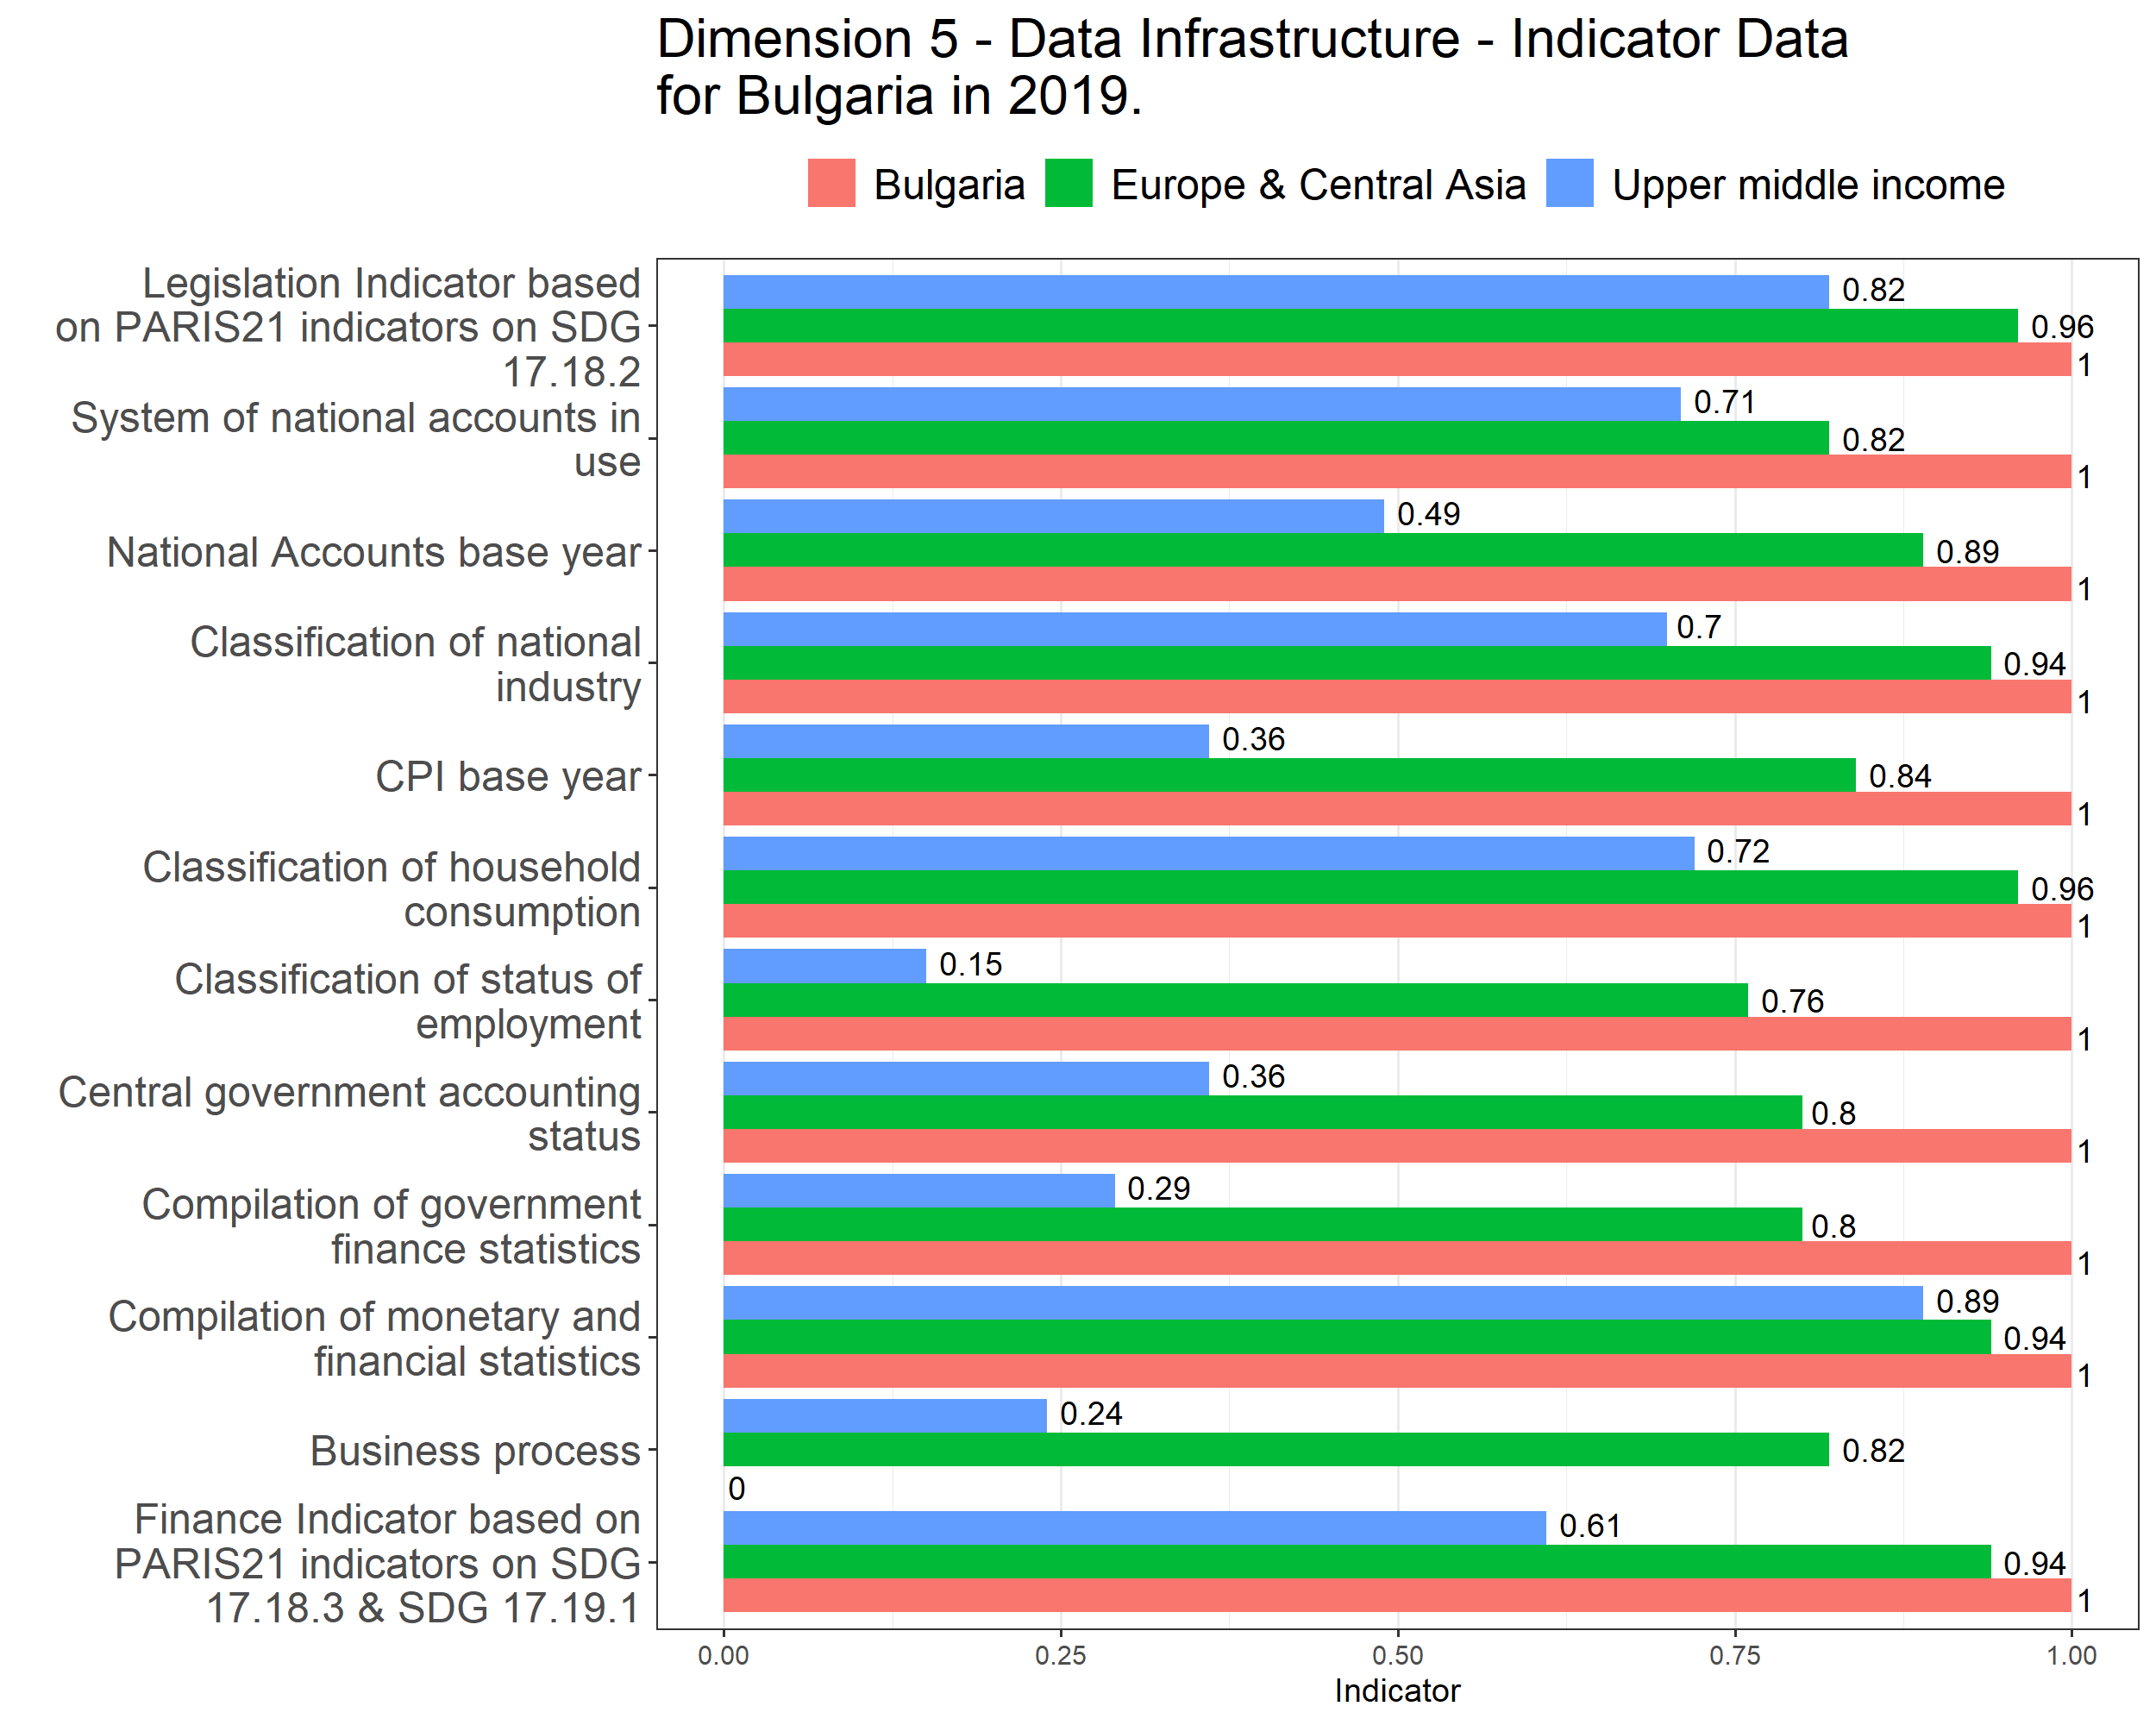 Dimension 5 - Data Infrastructure - Indicator Data
for Bulgaria in 2019.
Bulgaria Europe & Central Asia Upper middle income
Legislation Indicator based
on PARIS21 indicators on SDG
17.18.2
0.82
0.96
1
System of national accounts in
use
0.71
0.82
1
National Accounts base year
0.49
0.89
1
Classification of national
industry
0.7
0.94
1
CPI base year
0.36
0.84
1
Classification of household
consumption
0.72
0.96
1
Classification of status of
employment
0.15
0.76
1
Central government accounting
status
0.36
0.8
1
Compilation of government
finance statistics
0.29
0.8
1
Compilation of monetary and
financial statistics
0.89
0.94
1
Business process
0.24
0.82
0
Finance Indicator based on
PARIS21 indicators on SDG
17.18.3 & SDG 17.19.1
0.61
0.94
1
0.00 0.25 0.50 0.75 1.00
Indicator